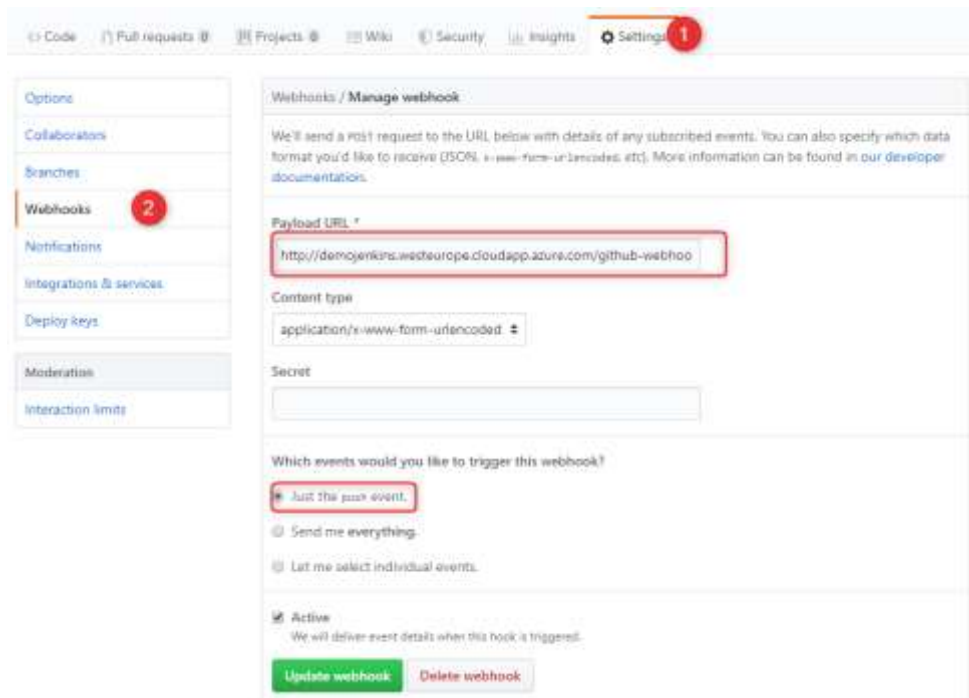 <> Code
Pull requests 0
Projects 0
Wiki
Security
Insights
Settings
1
Options
Collaborators
Branches
Webhooks
2
Notifications
Integrations & services
Deploy keys
Moderation
Interaction limits
Webhooks / Manage webhook
We'll send a POST request to the URL below with details of any subscribed events. You can also specify which data
format you'd like to receive (JSON, x-www-form-urlencoded, etc). More information can be found in our developer
documentation.
Payload URL *
http://demojenkins.westeurope.cloudapp.azure.com/github-webhoo
Content type
application/x-www-form-urlencoded
Secret
Which events would you like to trigger this webhook?
Just the push event.
Send me everything.
Let me select individual events.
Active
We will deliver event details when this hook is triggered.
Update webhook
Delete webhook